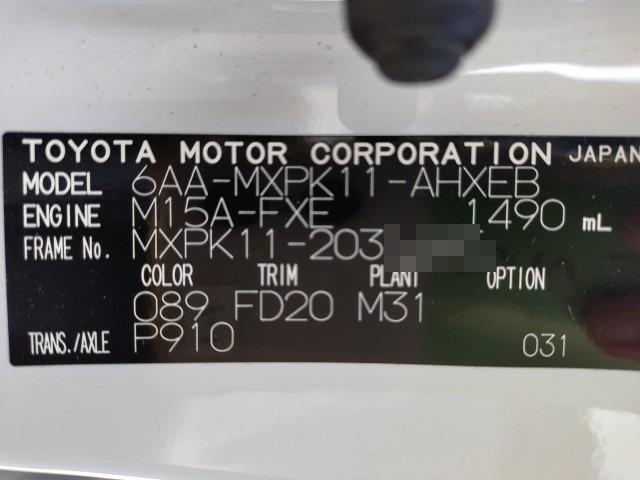 TOYOTA MOTOR CORPORATION JAPAN
MODEL 6AA-MXPK11-AHXEB
ENGINE M15A-FXE 1490 mL
FRAME No. MXPK11-203
COLOR TRIM PLANT OPTION
089 FD20 M31
TRANS./AXLE P910 031